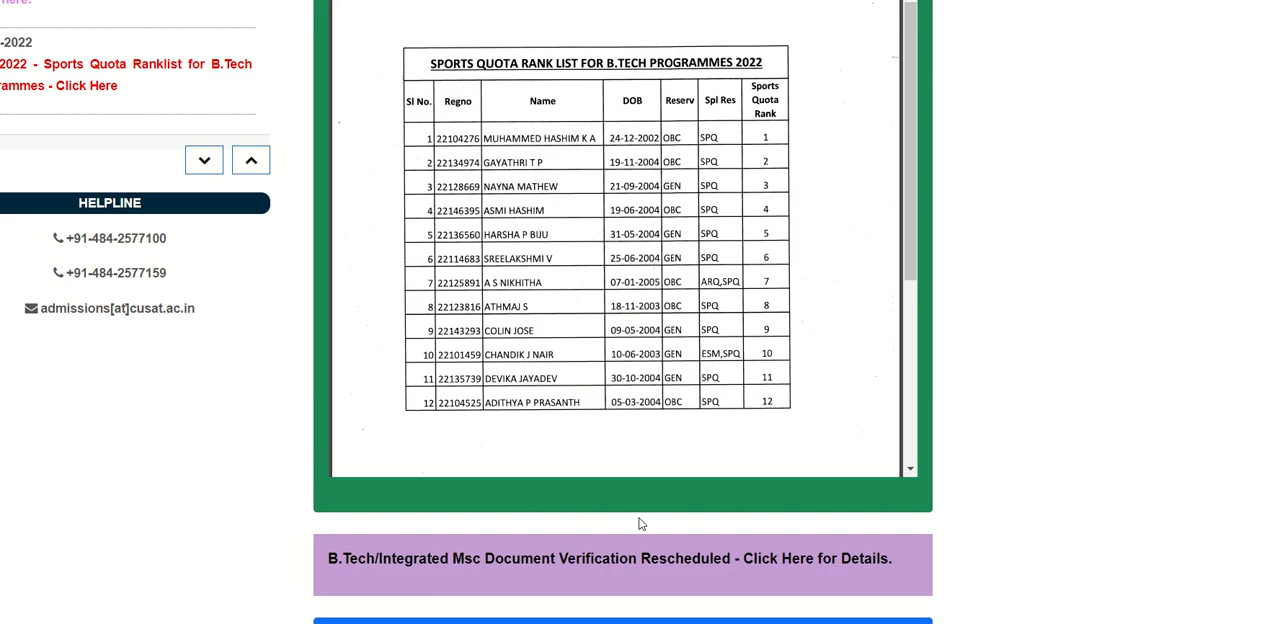 here.
-2022
2022 - Sports Quota Ranklist for B.Tech
rammes - Click Here
HELPLINE
+91-484-2577100
+91-484-2577159
admissions[at]cusat.ac.in
SPORTS QUOTA RANK LIST FOR B.TECH PROGRAMMES 2022
Sl No. Regno Name DOB Reserv Spl Res Sports Quota Rank
1 22104276 MUHAMMED HASHIM K A 24-12-2002 OBC SPQ 1
2 22134974 GAYATHRI T P 19-11-2004 OBC SPQ 2
3 22128669 NAYNA MATHEW 21-09-2004 GEN SPQ 3
4 22146395 ASMI HASHIM 19-06-2004 OBC SPQ 4
5 22136560 HARSHA P BIJU 31-05-2004 GEN SPQ 5
6 22114683 SREELAKSHMI V 25-06-2004 GEN SPQ 6
7 22125891 A S NIKHITHA 07-01-2005 OBC ARQ,SPQ 7
8 22123816 ATHMAJ S 18-11-2003 OBC SPQ 8
9 22143293 COLIN JOSE 09-05-2004 GEN SPQ 9
10 22101459 CHANDIK J NAIR 10-06-2003 GEN ESM,SPQ 10
11 22135739 DEVIKA JAYADEV 30-10-2004 GEN SPQ 11
12 22104525 ADITHYA P PRASANTH 05-03-2004 OBC SPQ 12
B.Tech/Integrated Msc Document Verification Rescheduled - Click Here for Details.